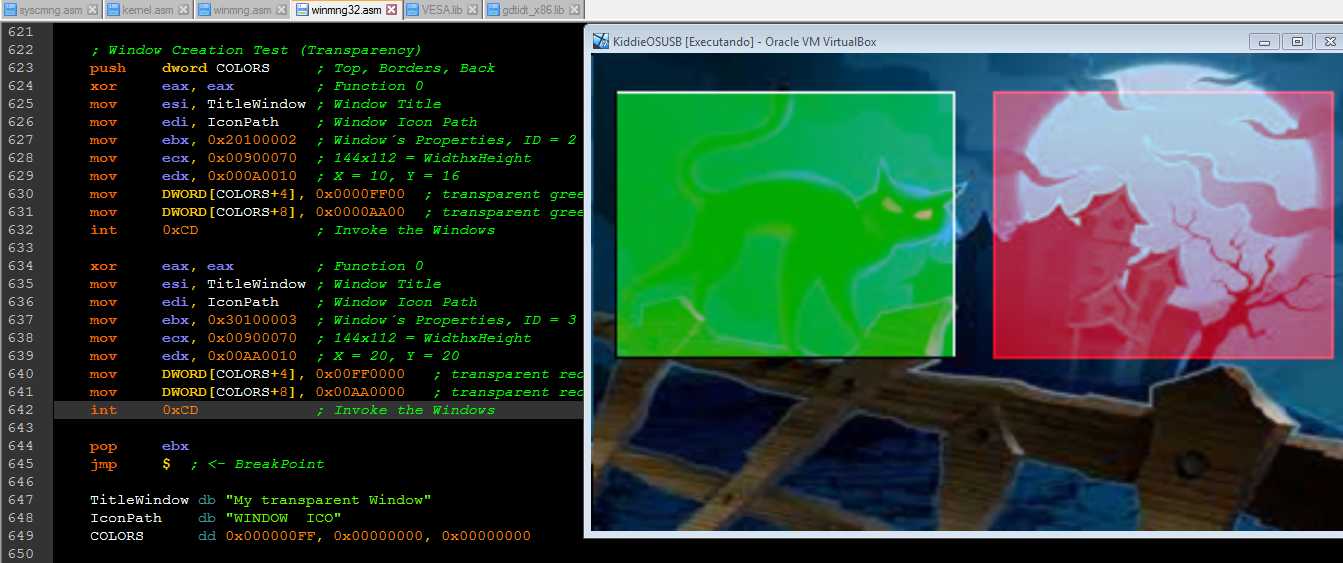 syscmng.asm kernel.asm winmng.asm winmng32.asm VESA.lib gdtidt_x86.lib
KiddieOSUSB [Executando] - Oracle VM VirtualBox
621
622 ; Window Creation Test (Transparency)
623 push dword COLORS ; Top, Borders, Back
624 xor eax, eax ; Function 0
625 mov esi, TitleWindow ; Window Title
626 mov edi, IconPath ; Window Icon Path
627 mov ebx, 0x20100002 ; Window´s Properties, ID = 2
628 mov ecx, 0x00900070 ; 144x112 = WidthxHeight
629 mov edx, 0x000A0010 ; X = 10, Y = 16
630 mov DWORD[COLORS+4], 0x0000FF00 ; transparent gree
631 mov DWORD[COLORS+8], 0x0000AA00 ; transparent gree
632 int 0xCD ; Invoke the Windows
633
634 xor eax, eax ; Function 0
635 mov esi, TitleWindow ; Window Title
636 mov edi, IconPath ; Window Icon Path
637 mov ebx, 0x30100003 ; Window´s Properties, ID = 3
638 mov ecx, 0x00900070 ; 144x112 = WidthxHeight
639 mov edx, 0x00AA0010 ; X = 20, Y = 20
640 mov DWORD[COLORS+4], 0x00FF0000 ; transparent rec
641 mov DWORD[COLORS+8], 0x00AA0000 ; transparent rec
642 int 0xCD ; Invoke the Windows
643
644 pop ebx
645 jmp $ ; <- BreakPoint
646
647 TitleWindow db "My transparent Window"
648 IconPath db "WINDOW  ICO"
649 COLORS dd 0x000000FF, 0x00000000, 0x00000000
650